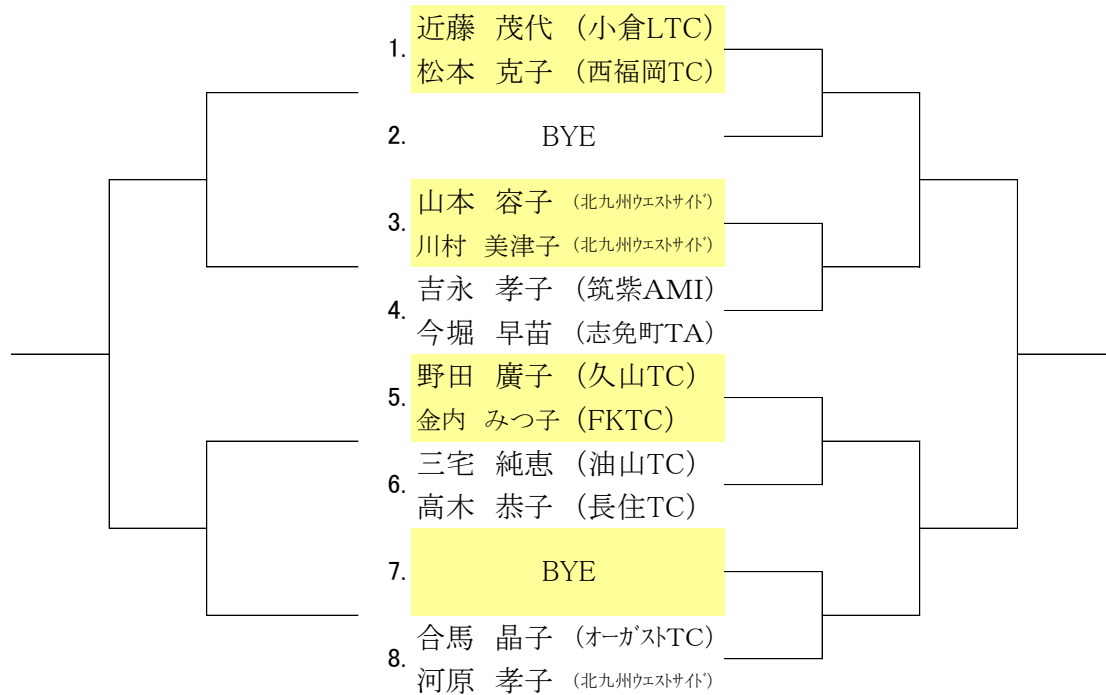 1. 近藤 茂代 (小倉LTC)
松本 克子 (西福岡TC)
2. BYE
3. 山本 容子 (北九州ｳｴｽﾄｻｲﾄﾞ)
川村 美津子 (北九州ｳｴｽﾄｻｲﾄﾞ)
4. 吉永 孝子 (筑紫AMI)
今堀 早苗 (志免町TA)
5. 野田 廣子 (久山TC)
金内 みつ子 (FKTC)
6. 三宅 純恵 (油山TC)
高木 恭子 (長住TC)
7. BYE
8. 合馬 晶子 (ｵｰｶﾞｽﾄTC)
河原 孝子 (北九州ｳｴｽﾄｻｲﾄﾞ)